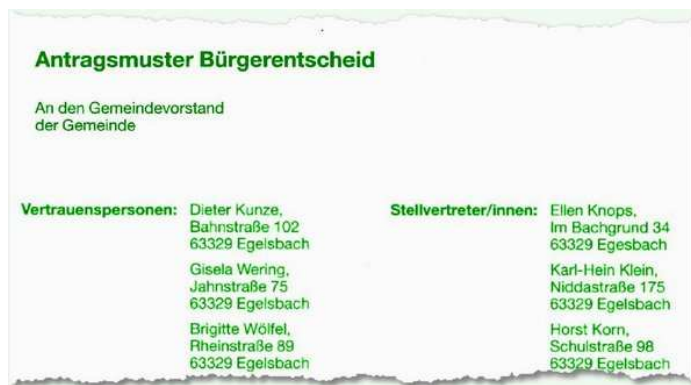 Antragsmuster Bürgerentscheid
An den Gemeindevorstand
der Gemeinde
Vertrauenspersonen: Dieter Kunze,
Bahnstraße 102
63329 Egelsbach
Gisela Wering,
Jahnstraße 75
63329 Egelsbach
Brigitte Wölfel,
Rheinstraße 89
63329 Egelsbach
Stellvertreter/innen: Ellen Knops,
Im Bachgrund 34
63329 Egesbach
Karl-Hein Klein,
Niddastraße 175
63329 Egelsbach
Horst Korn,
Schulstraße 98
63329 Egelsbach